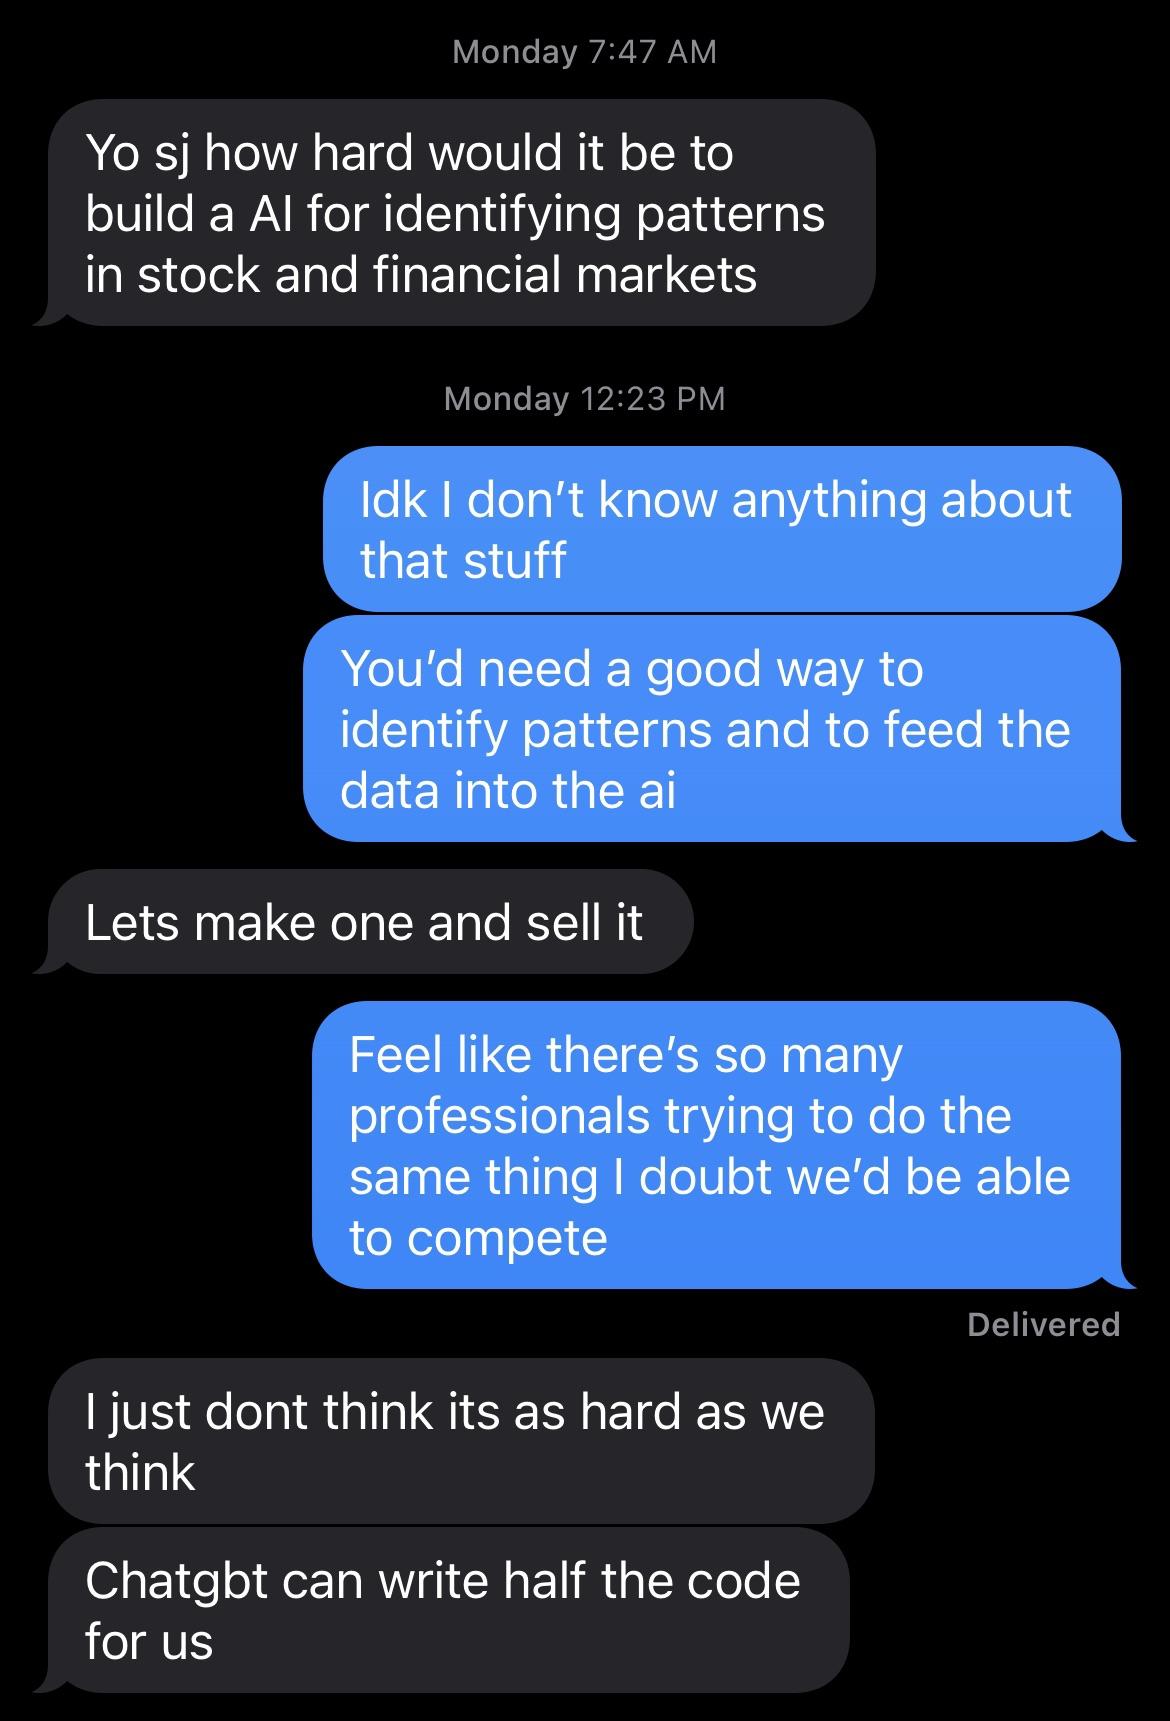 Monday 7:47 AM
Yo sj how hard would it be to
build a AI for identifying patterns
in stock and financial markets
Monday 12:23 PM
Idk I don’t know anything about
that stuff
You’d need a good way to
identify patterns and to feed the
data into the ai
Lets make one and sell it
Feel like there’s so many
professionals trying to do the
same thing I doubt we’d be able
to compete
Delivered
I just dont think its as hard as we
think
Chatgbt can write half the code
for us